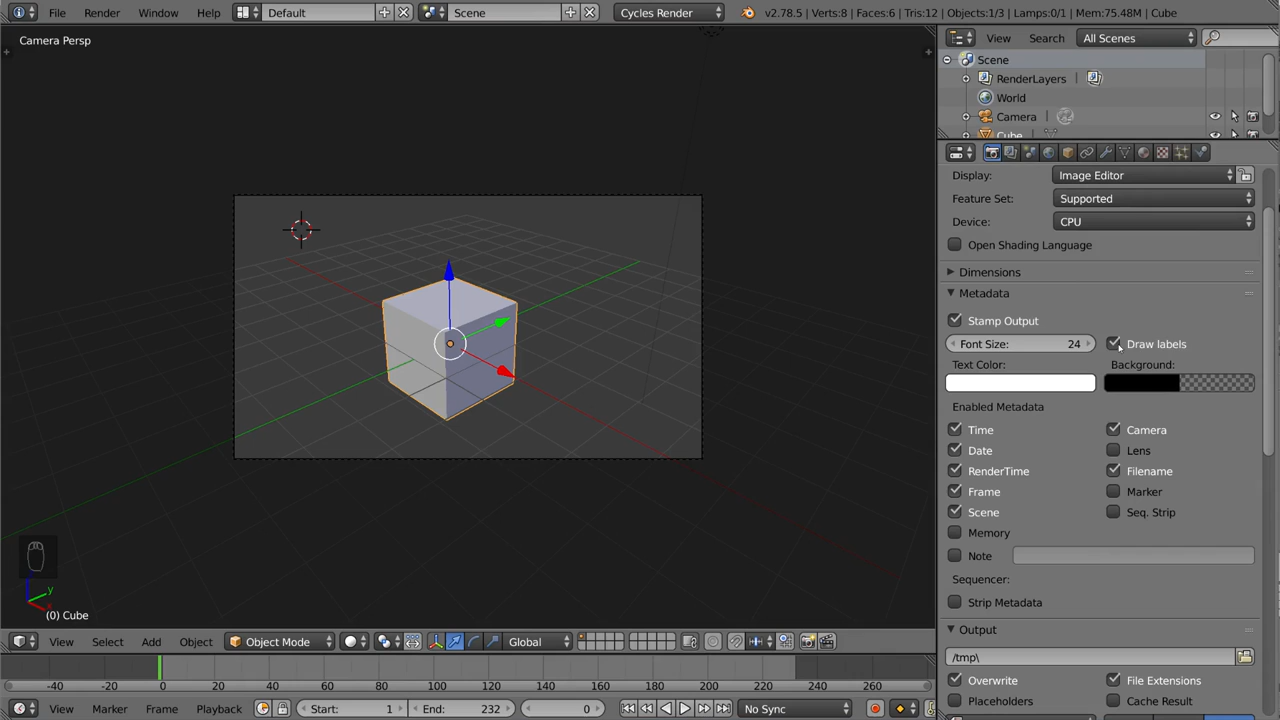 File Render Window Help Default Scene Cycles Render v2.78.5 | Verts:8 | Faces:6 | Tris:12 | Objects:1/3 | Lamps:0/1 | Mem:75.48M | Cube
Camera Persp
View Search All Scenes
Scene
RenderLayers
World
Camera
Cube
Display: Image Editor
Feature Set: Supported
Device: CPU
Open Shading Language
Dimensions
Metadata
Stamp Output
Font Size: 24 Draw labels
Text Color: Background:
Enabled Metadata
Time Camera
Date Lens
RenderTime Filename
Frame Marker
Scene Seq. Strip
Memory
Note
Sequencer:
Strip Metadata
Output
/tmp\
Overwrite File Extensions
Placeholders Cache Result
y
(0) Cube
View Select Add Object Object Mode Global
-40 -20 0 20 40 60 80 100 120 140 160 180 200 220 240 260
View Marker Frame Playback Start: 1 End: 232 0 No Sync